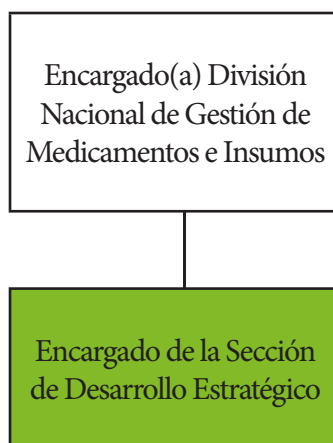 Encargado(a) División
Nacional de Gestión de
Medicamentos e Insumos
Encargado de la Sección
de Desarrollo Estratégico